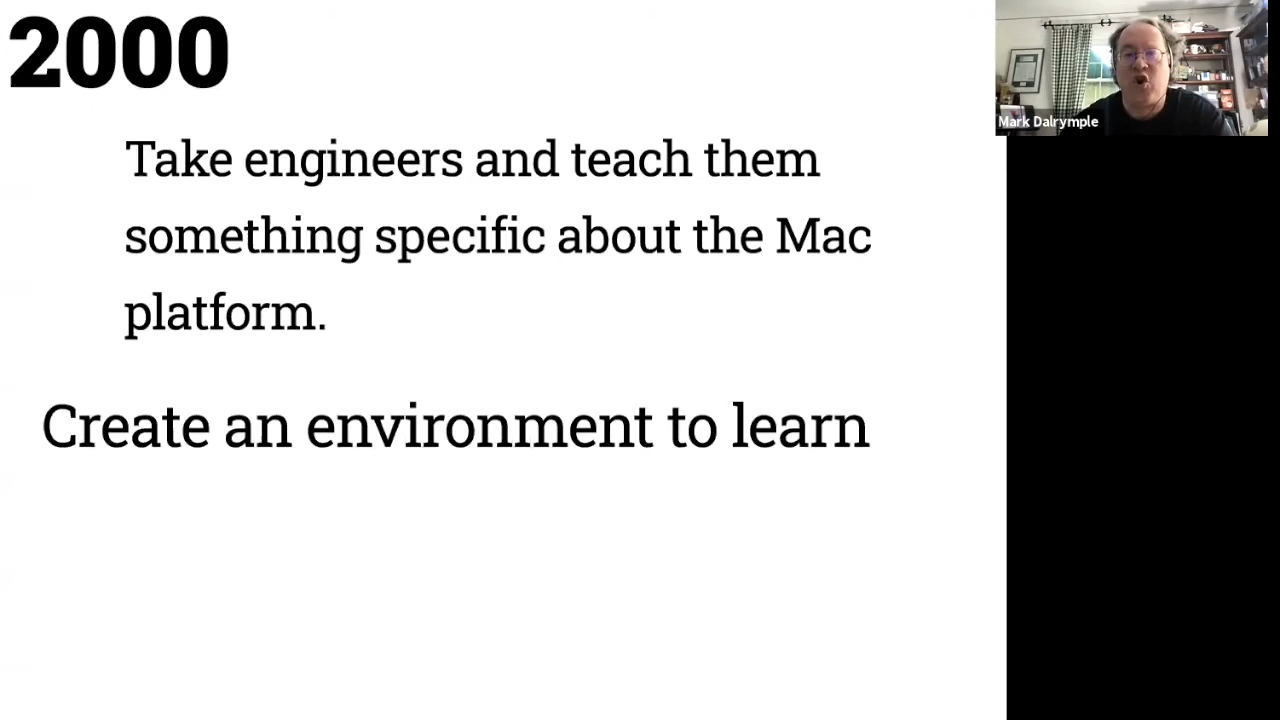 2000
Take engineers and teach them
something specific about the Mac
platform.
Create an environment to learn
Mark Dalrymple